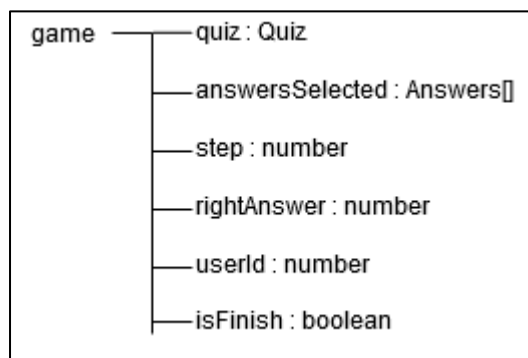 game
quiz : Quiz
answersSelected : Answers[]
step : number
rightAnswer : number
userId : number
isFinish : boolean